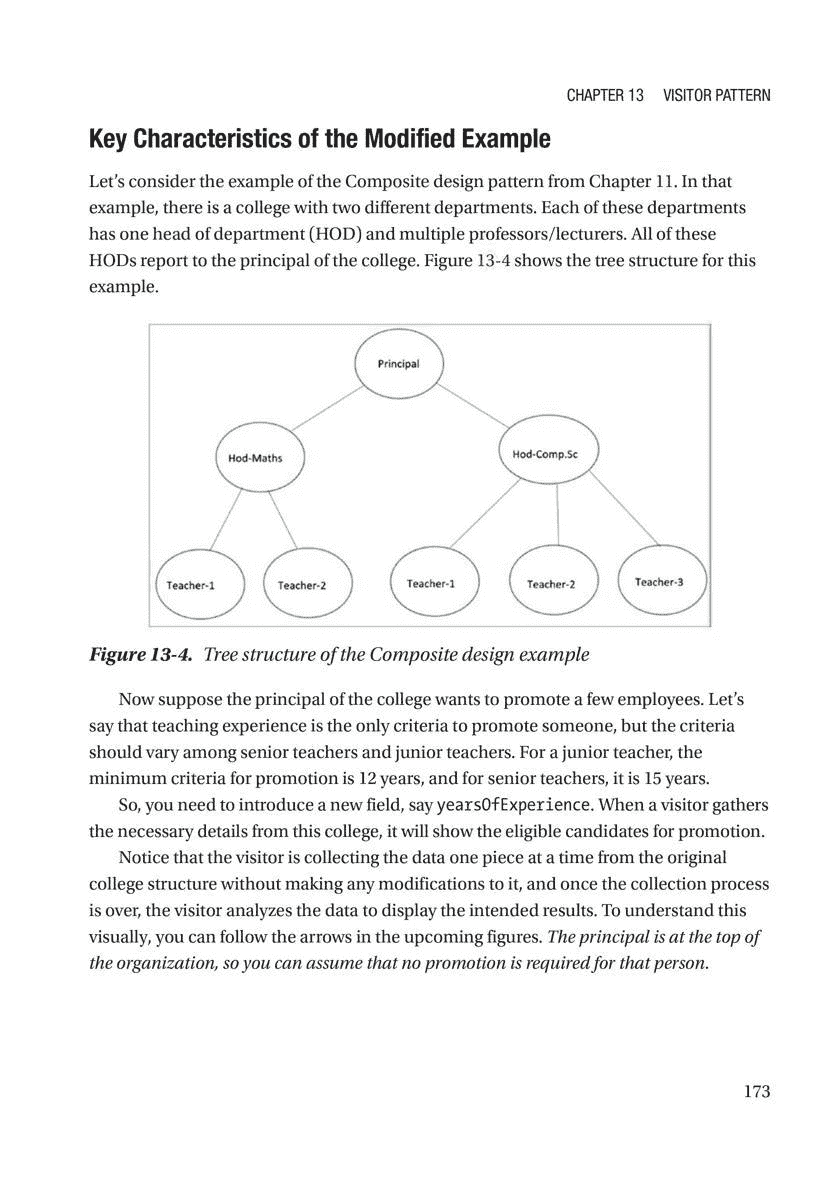 CHAPTER 13 VISITOR PATTERN
Key Characteristics of the Modified Example
Let’s consider the example of the Composite design pattern from Chapter 11. In that
example, there is a college with two different departments. Each of these departments
has one head of department (HOD) and multiple professors/lecturers. All of these
HODs report to the principal of the college. Figure 13-4 shows the tree structure for this
example.
Principal
Hod-Maths
Hod-Comp.Sc
Teacher-1
Teacher-2
Teacher-1
Teacher-2
Teacher-3
Figure 13-4. Tree structure of the Composite design example
Now suppose the principal of the college wants to promote a few employees. Let’s
say that teaching experience is the only criteria to promote someone, but the criteria
should vary among senior teachers and junior teachers. For a junior teacher, the
minimum criteria for promotion is 12 years, and for senior teachers, it is 15 years.
So, you need to introduce a new field, say yearsOfExperience. When a visitor gathers
the necessary details from this college, it will show the eligible candidates for promotion.
Notice that the visitor is collecting the data one piece at a time from the original
college structure without making any modifications to it, and once the collection process
is over, the visitor analyzes the data to display the intended results. To understand this
visually, you can follow the arrows in the upcoming figures. The principal is at the top of
the organization, so you can assume that no promotion is required for that person.
173